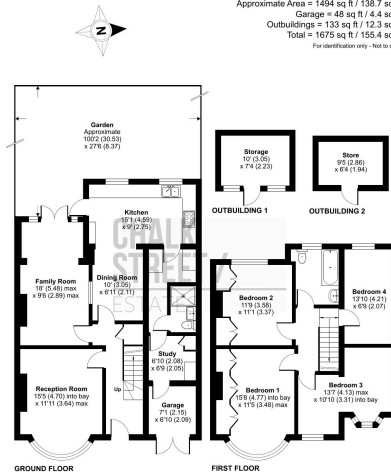 Approximate Area = 1494 sq ft / 138.7 sq
Garage = 48 sq ft / 4.4 sq
Outbuildings = 133 sq ft / 12.3 sc
Total = 1675 sq ft / 155.4 sc
For identification only - Not to s
N
Garden
Approximate
100'2 (30.53)
x 27'6 (8.37)
Storage
10' (3.05)
x 7'4 (2.23)
OUTBUILDING 1
Store
9'5 (2.86)
x 6'4 (1.94)
OUTBUILDING 2
Kitchen
15'1 (4.59)
x 9' (2.75)
CHALK
STREET
ESTATE
Family Room
18' (5.48) max
x 9'6 (2.89) max
Dining Room
10' (3.05)
x 6'11 (2.11)
Study
6'10 (2.08)
x 6'9 (2.05)
Reception Room
15'5 (4.70) into bay
x 11'11 (3.64) max
Up
Garage
7'1 (2.15)
x 6'10 (2.09)
GROUND FLOOR
Bedroom 2
11'9 (3.58)
x 11'1 (3.37)
Bedroom 4
13'10 (4.21)
x 6'9 (2.07)
Bedroom 1
15'8 (4.77) into bay
x 11'5 (3.48) max
Bedroom 3
13'7 (4.13) max
x 10'10 (3.31) into bay
FIRST FLOOR